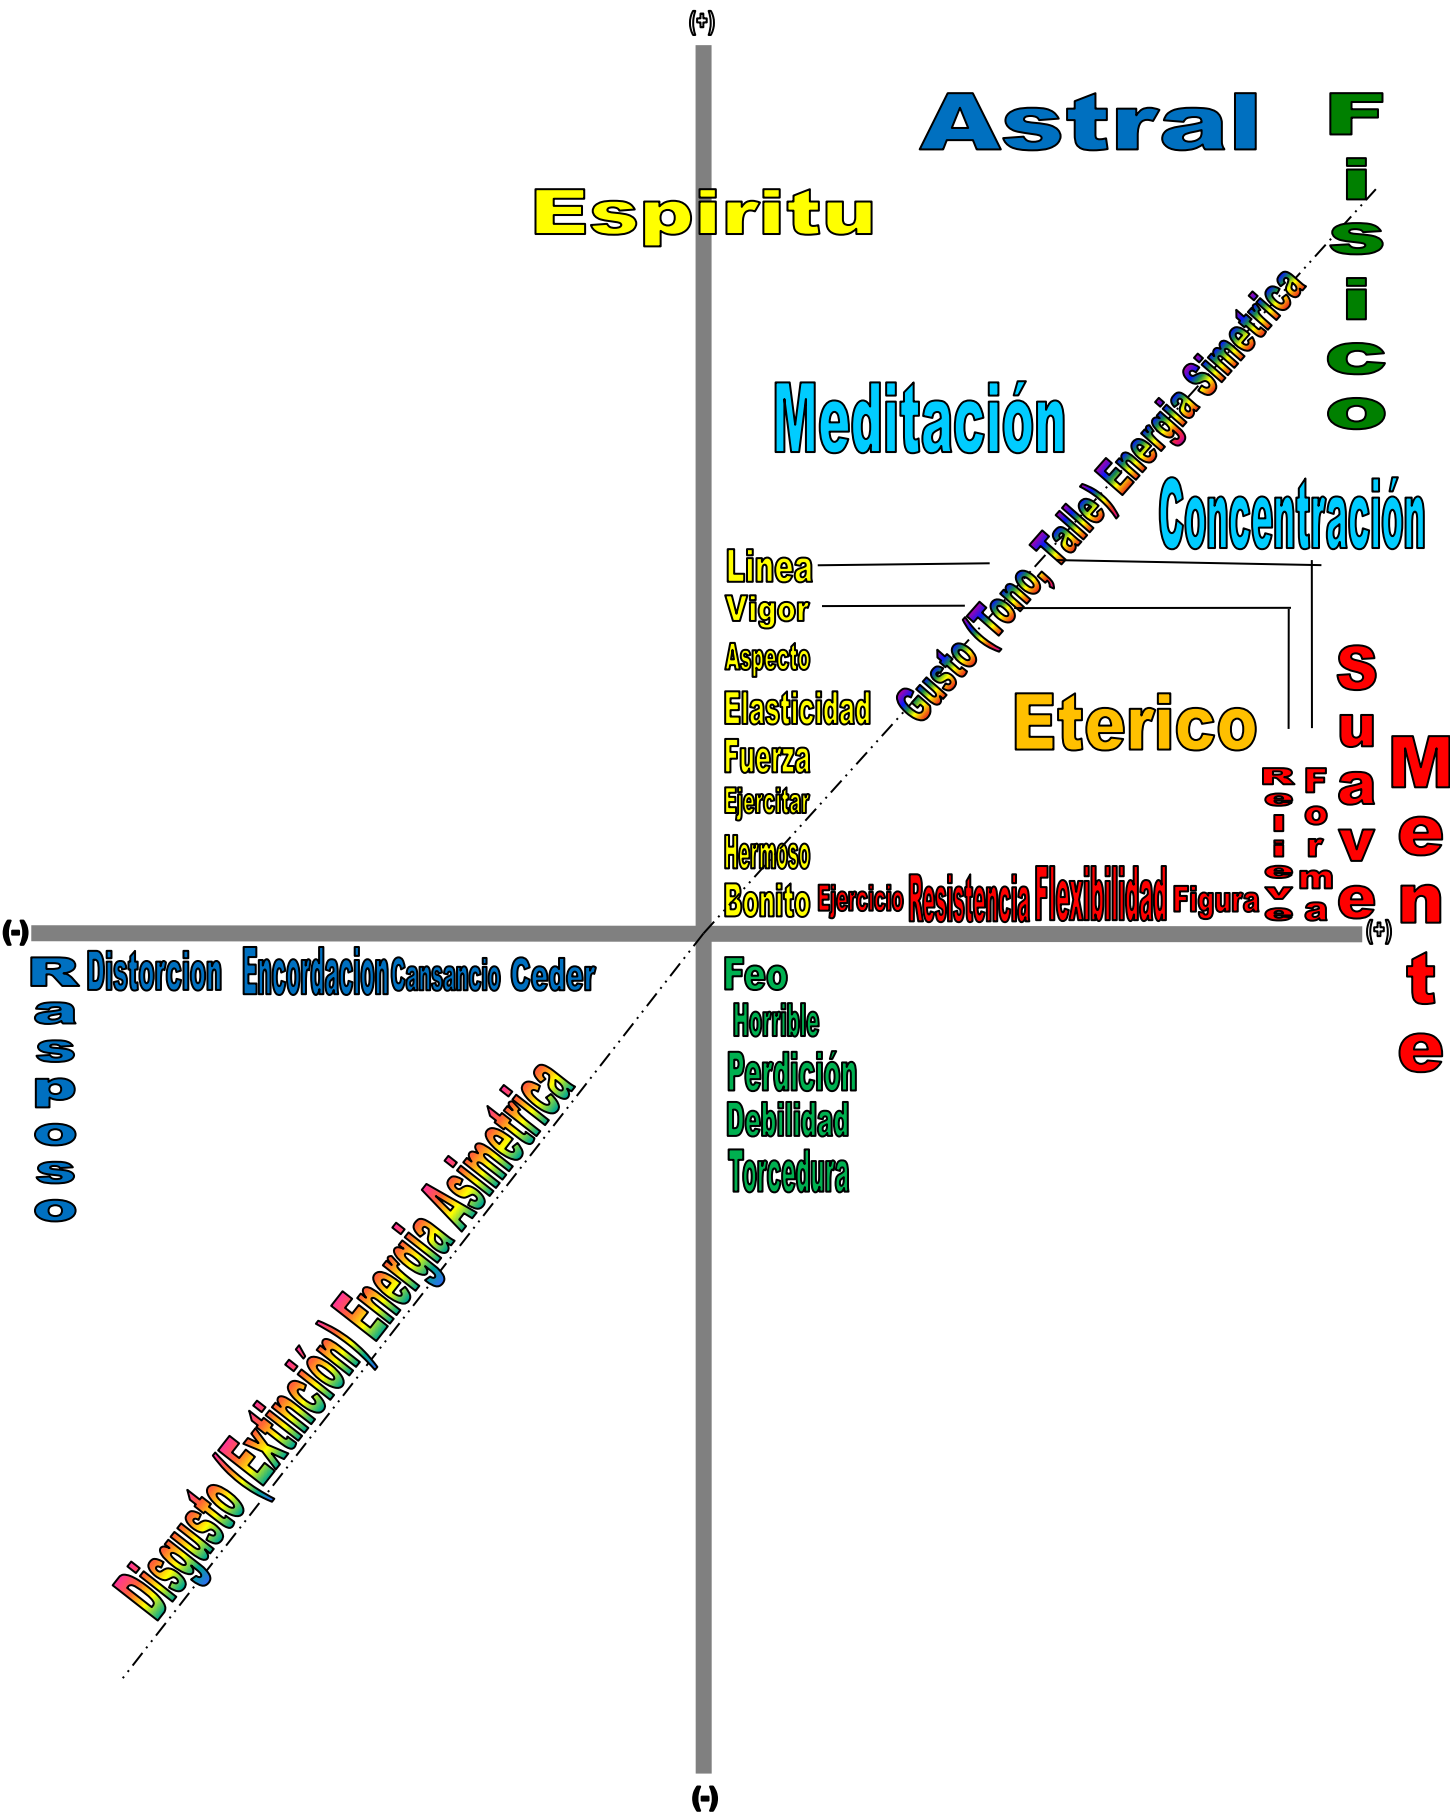 (+)
Astral
Fisico
Espiritu
Meditación
Gusto (Tono, Talle) Energia Simetrica
Concentración
Linea
Vigor
Aspecto
Elasticidad
Fuerza
Ejercitar
Hermoso
Bonito
Eterico
Ejercicio
Resistencia
Flexibilidad
Figura
Relieve
Forma
Suave
Mente
(-)
(+)
Rasposo
Distorcion
Encordacion
Cansancio
Ceder
Feo
Horrible
Perdición
Debilidad
Torcedura
Disgusto (Extinción) Energia Asimetrica
(-)